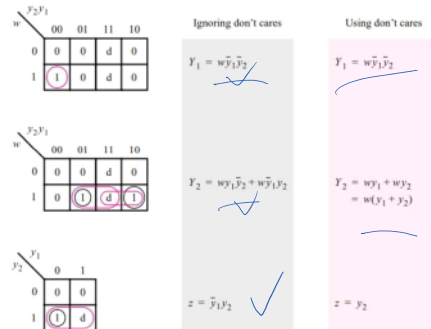 Ignoring don't cares Using don't cares
y₂y₁
w 00 01 11 10
0 0 0 d 0
1 1 0 d 0
Y₁ = wȳ₁ȳ₂ Y₁ = wȳ₁ȳ₂
y₂y₁
w 00 01 11 10
0 0 0 d 0
1 0 1 d 1
Y₂ = wy₁ȳ₂ + wȳ₁y₂ Y₂ = wy₁ + wy₂
= w(y₁ + y₂)
y₁
y₂ 0 1
0 0 0
1 1 d
z = ȳ₁y₂ z = y₂